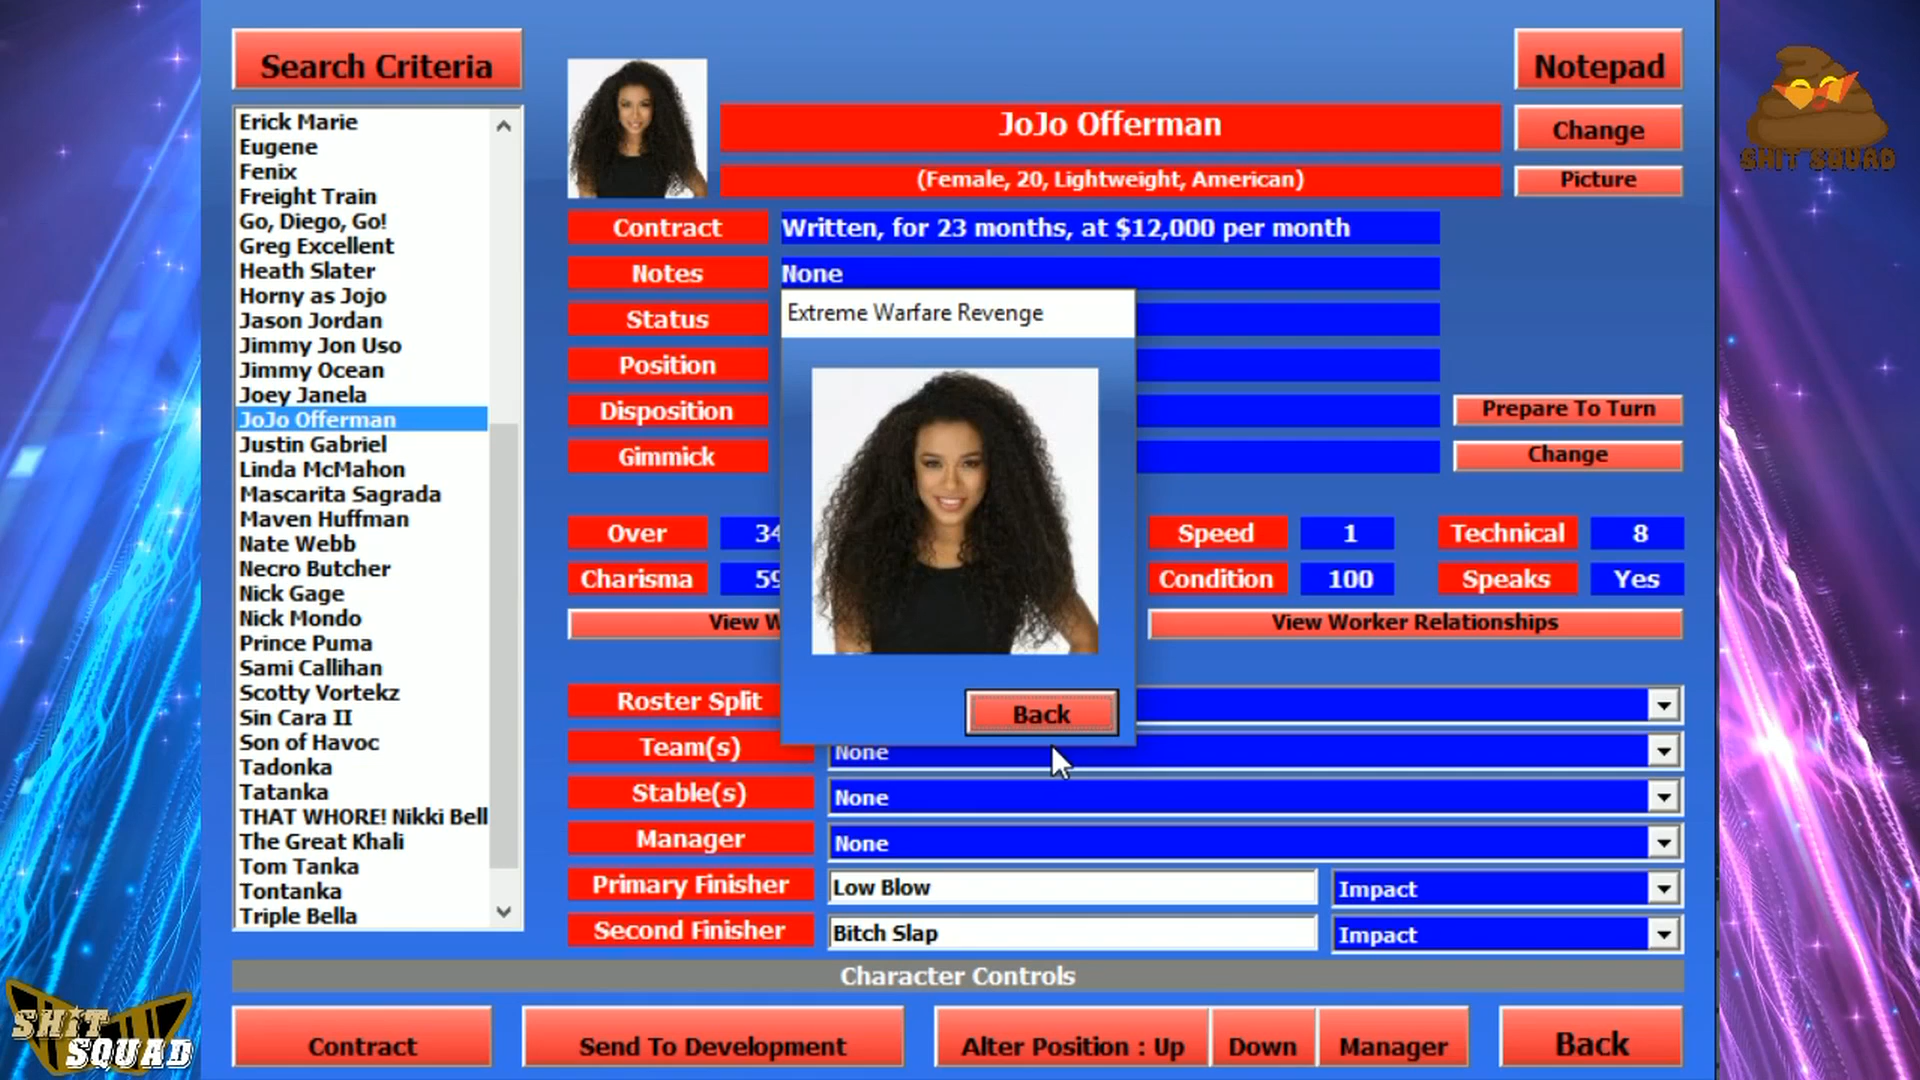 Search Criteria
Notepad
SHIT SQUAD
JoJo Offerman
Change
(Female, 20, Lightweight, American)
Picture
Erick Marie
Eugene
Fenix
Freight Train
Go, Diego, Go!
Greg Excellent
Heath Slater
Horny as Jojo
Jason Jordan
Jimmy Jon Uso
Jimmy Ocean
Joey Janela
JoJo Offerman
Justin Gabriel
Linda McMahon
Mascarita Sagrada
Maven Huffman
Nate Webb
Necro Butcher
Nick Gage
Nick Mondo
Prince Puma
Sami Callihan
Scotty Vortekz
Sin Cara II
Son of Havoc
Tadonka
Tatanka
THAT WHORE! Nikki Bell
The Great Khali
Tom Tanka
Tontanka
Triple Bella
Contract Written, for 23 months, at $12,000 per month
Notes None
Status
Position
Disposition Prepare To Turn
Gimmick Change
Extreme Warfare Revenge
Back
Over 34 Speed 1 Technical 8
Charisma 59 Condition 100 Speaks Yes
View W View Worker Relationships
Roster Split
Team(s) None
Stable(s) None
Manager None
Primary Finisher Low Blow Impact
Second Finisher Bitch Slap Impact
Character Controls
Contract Send To Development Alter Position : Up Down Manager Back
SHIT
SQUAD